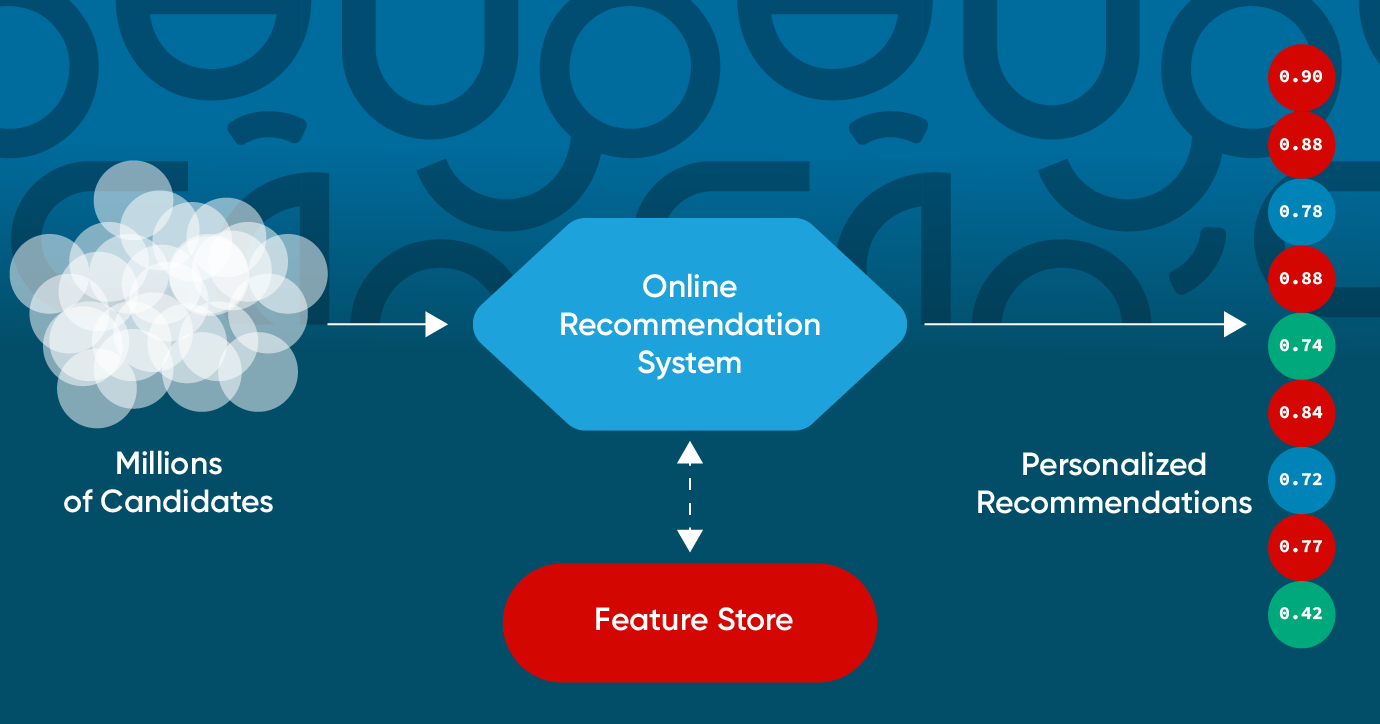 Millions
of Candidates
Online
Recommendation
System
Feature Store
Personalized
Recommendations
0.90
0.88
0.78
0.88
0.74
0.84
0.72
0.77
0.42